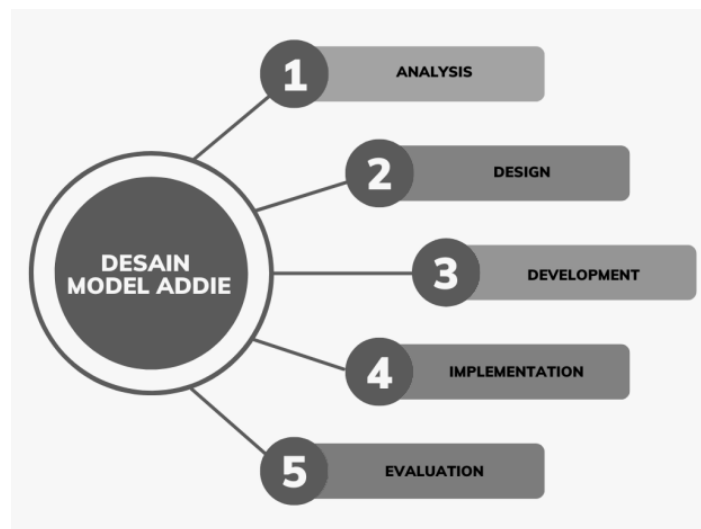 1
ANALYSIS
2
DESIGN
DESAIN
MODEL ADDIE
3
DEVELOPMENT
4
IMPLEMENTATION
5
EVALUATION